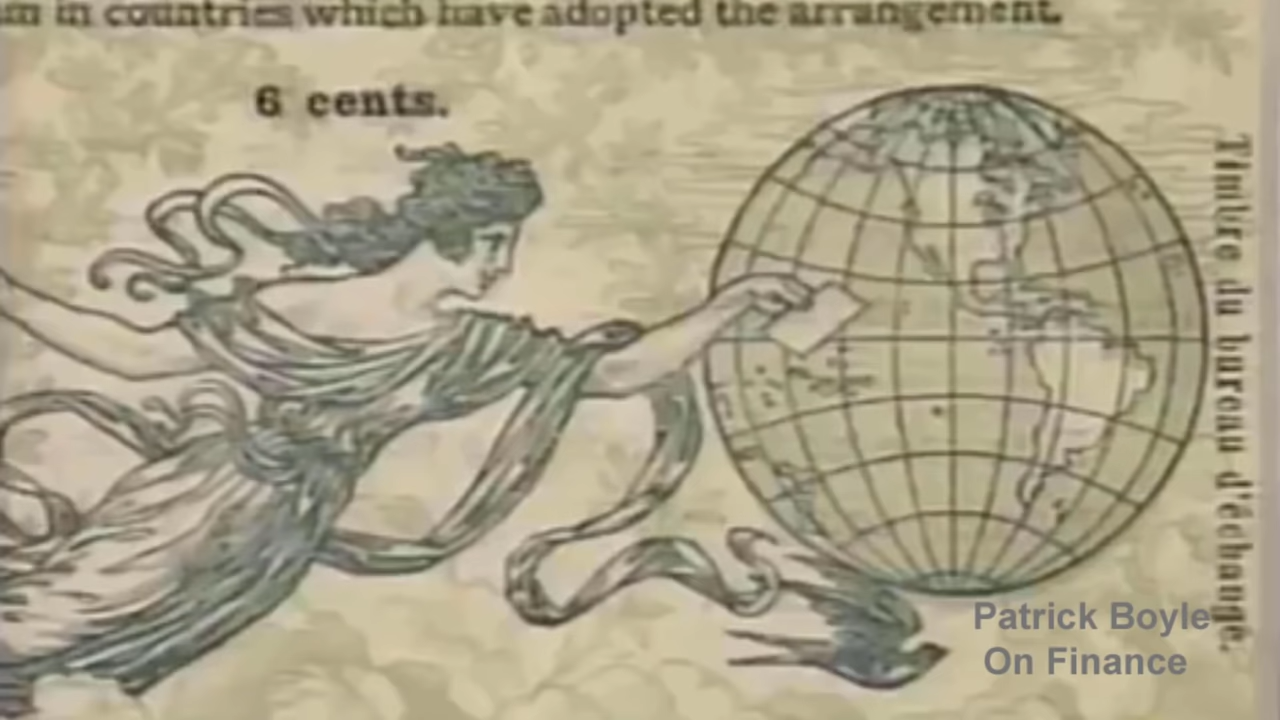 in countries which have adopted the arrangement.
6 cents.
Timbre du bureau d'échange.
Patrick Boyle
On Finance